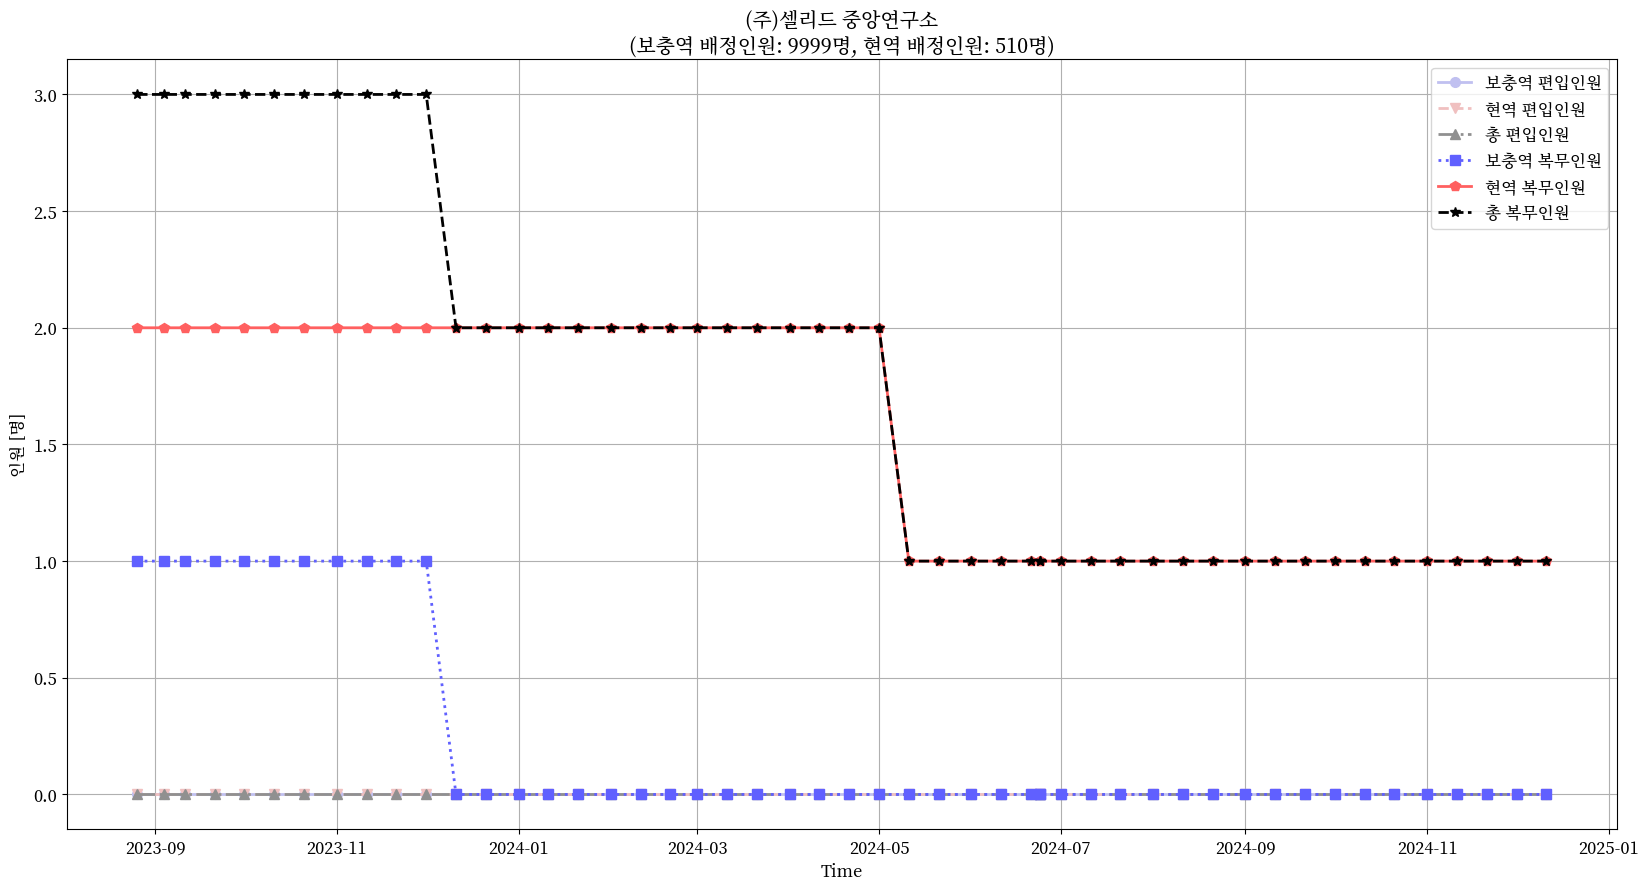 (주)셀리드 중앙연구소
(보충역 배정인원: 9999명, 현역 배정인원: 510명)
보충역 편입인원
현역 편입인원
총 편입인원
보충역 복무인원
현역 복무인원
총 복무인원
3.0
2.5
2.0
1.5
1.0
0.5
0.0
인원 [명]
2023-09 2023-11 2024-01 2024-03 2024-05 2024-07 2024-09 2024-11 2025-01
Time